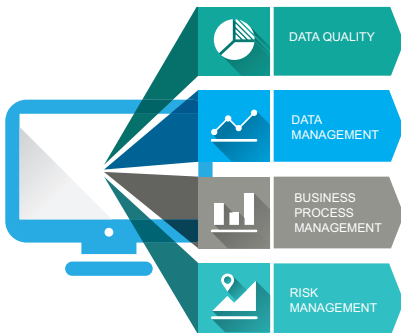 DATA QUALITY
DATA
MANAGEMENT
BUSINESS
PROCESS
MANAGEMENT
RISK
MANAGEMENT